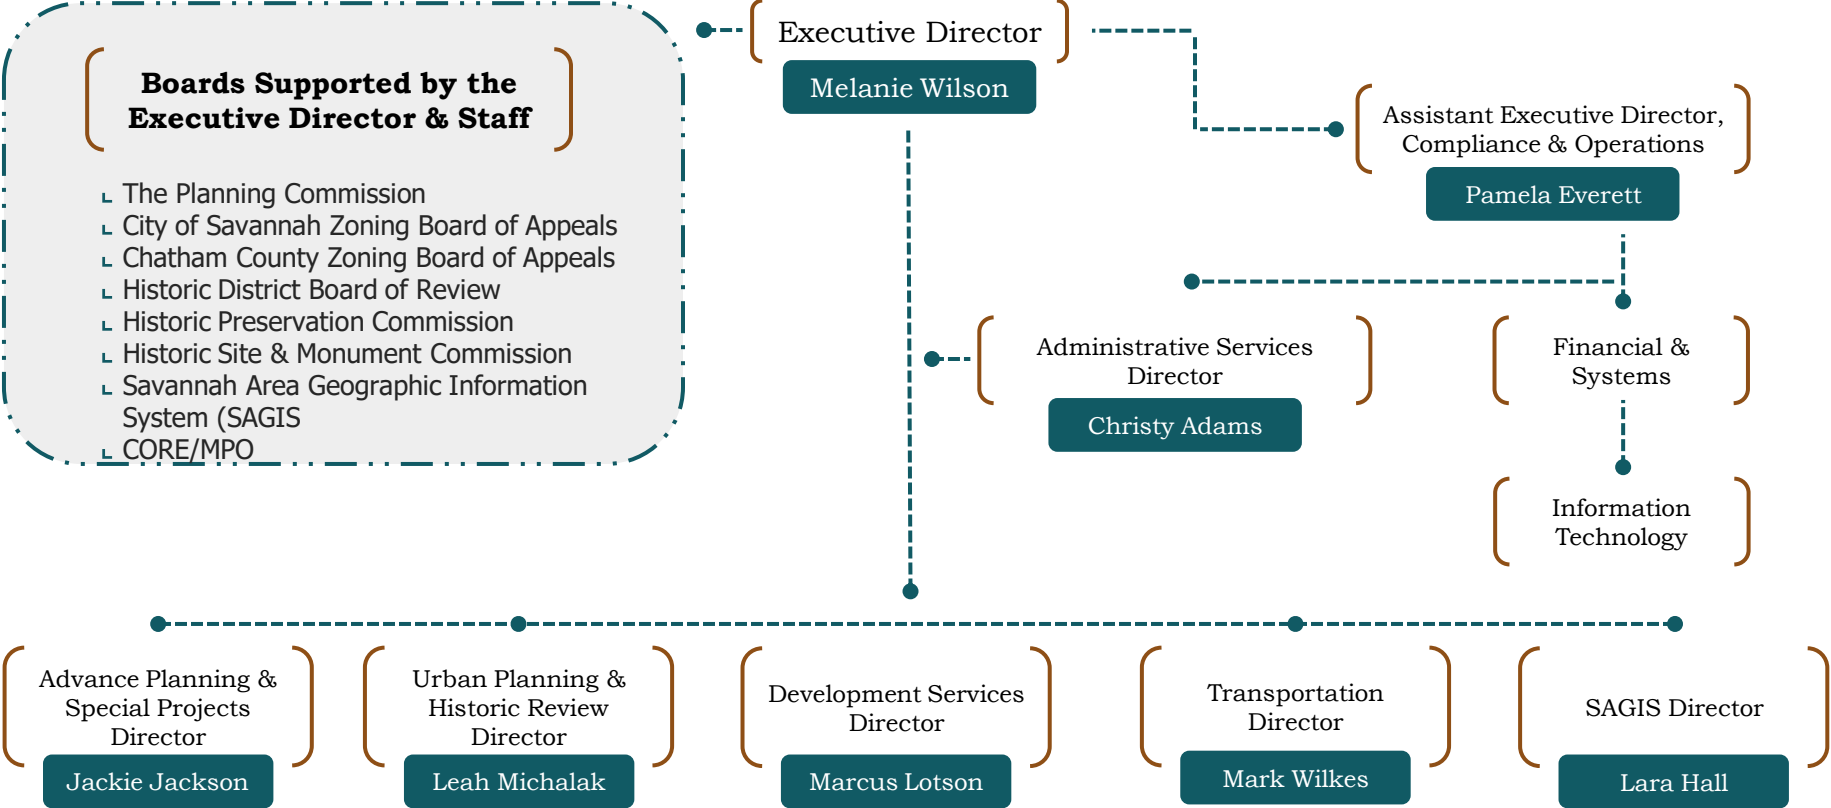 Boards Supported by the
Executive Director & Staff
The Planning Commission
City of Savannah Zoning Board of Appeals
Chatham County Zoning Board of Appeals
Historic District Board of Review
Historic Preservation Commission
Historic Site & Monument Commission
Savannah Area Geographic Information
System (SAGIS
CORE/MPO
Executive Director
Melanie Wilson
Assistant Executive Director,
Compliance & Operations
Pamela Everett
Administrative Services
Director
Christy Adams
Financial &
Systems
Information
Technology
Advance Planning &
Special Projects
Director
Jackie Jackson
Urban Planning &
Historic Review
Director
Leah Michalak
Development Services
Director
Marcus Lotson
Transportation
Director
Mark Wilkes
SAGIS Director
Lara Hall